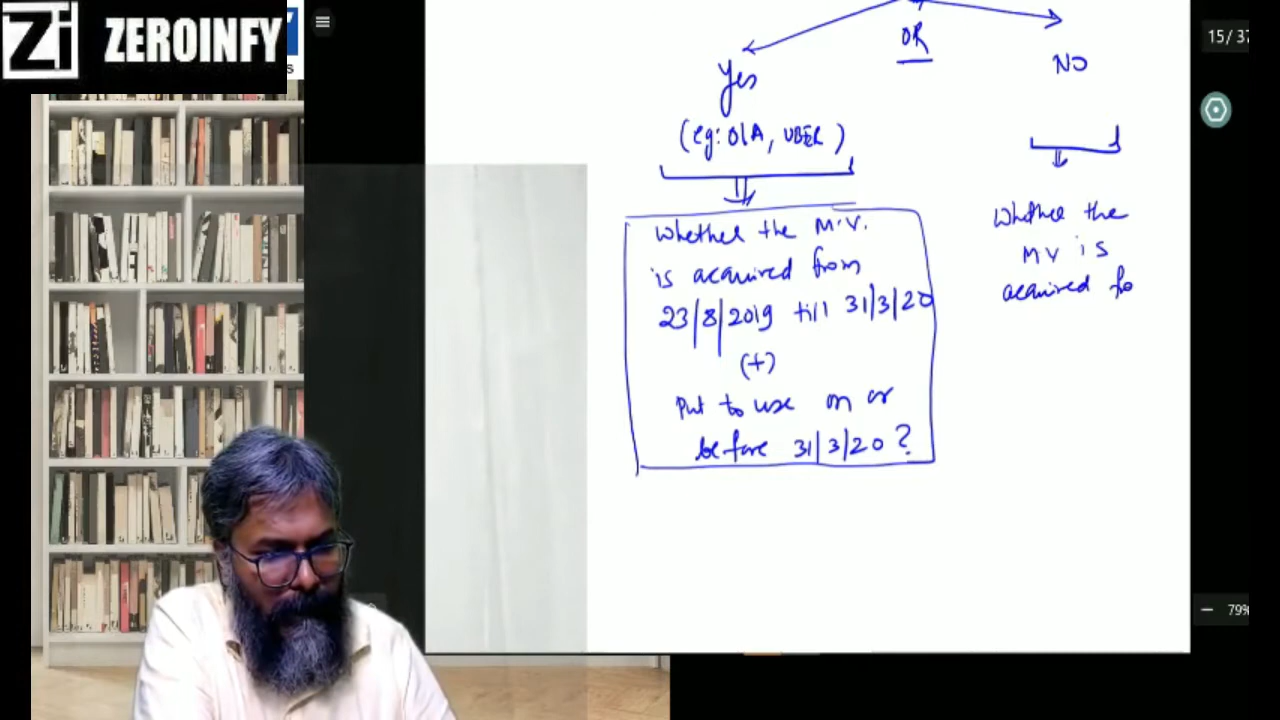 Zi ZEROINFY
s
15/37
OR
Yes
NO
(eg: OLA, UBER)
Whether the M.V.
is acquired from
23/8/2019 till 31/3/20
(+)
Put to use on or
before 31/3/20?
Whether the
MV is
acquired fo
79%